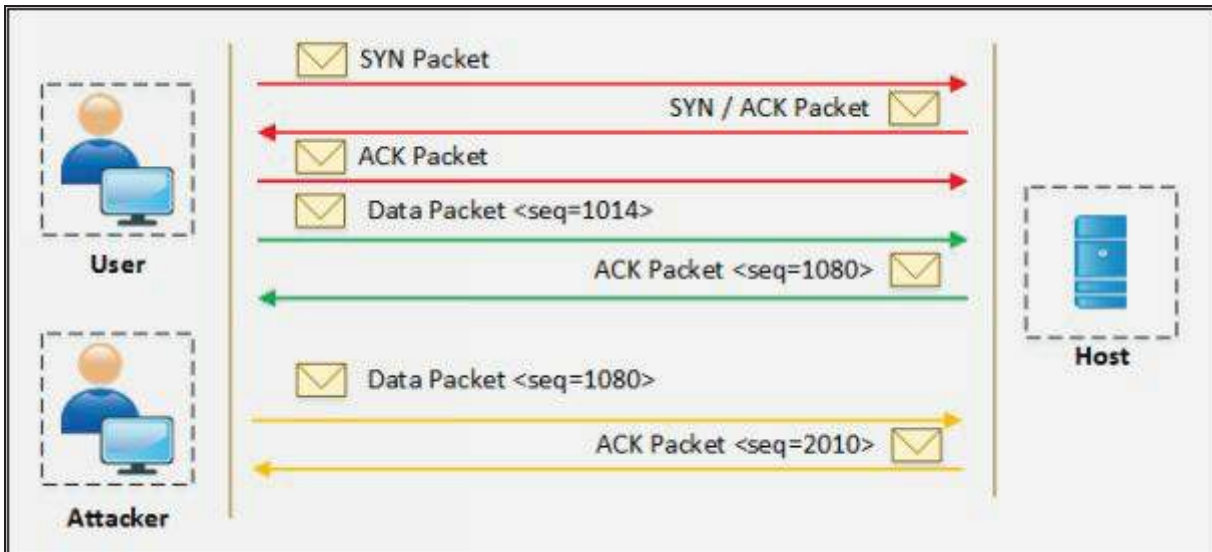 SYN Packet
SYN / ACK Packet
ACK Packet
Data Packet <seq=1014>
User
ACK Packet <seq=1080>
Host
Data Packet <seq=1080>
ACK Packet <seq=2010>
Attacker